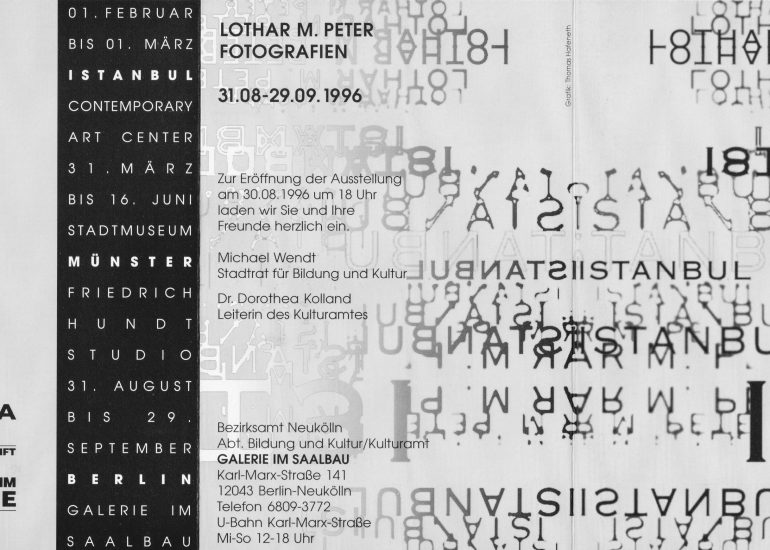 A
IFT
IM
E
01. FEBRUAR
BIS 01. MÄRZ
ISTANBUL
CONTEMPORARY
ART CENTER
31. MÄRZ
BIS 16. JUNI
STADTMUSEUM
MÜNSTER
FRIEDRICH
HUNDT
STUDIO
31. AUGUST
BIS 29.
SEPTEMBER
BERLIN
GALERIE IM
SAALBAU
LOTHAR M. PETER
FOTOGRAFIEN
31.08-29.09.1996
Zur Eröffnung der Ausstellung
am 30.08.1996 um 18 Uhr
laden wir Sie und Ihre
Freunde herzlich ein.
Michael Wendt
Stadtrat für Bildung und Kultur
Dr. Dorothea Kolland
Leiterin des Kulturamtes
Bezirksamt Neukölln
Abt. Bildung und Kultur/Kulturamt
GALERIE IM SAALBAU
Karl-Marx-Straße 141
12043 Berlin-Neukölln
Telefon 6809-3772
U-Bahn Karl-Marx-Straße
Mi-So 12-18 Uhr
Grafik: Thomas Hafeneth
ISTANBUL
ISTANBUL